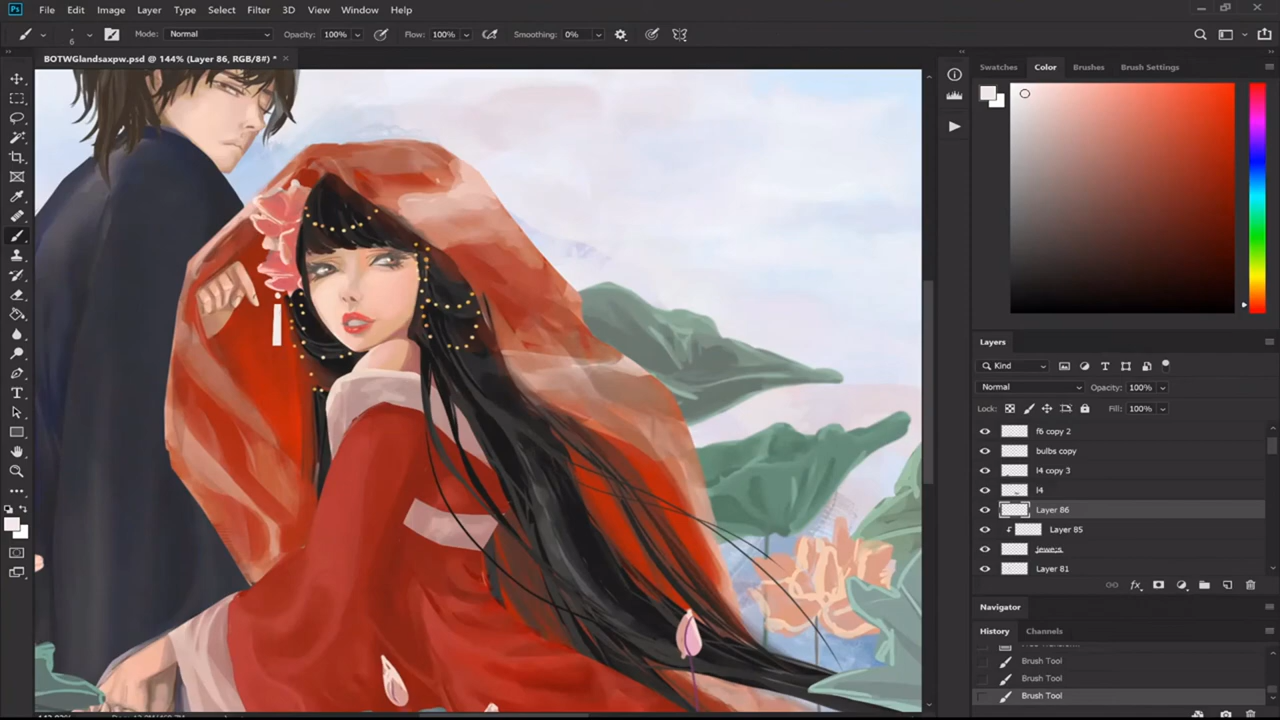 Ps File Edit Image Layer Type Select Filter 3D View Window Help
6 Mode: Normal Opacity: 100% Flow: 100% Smoothing: 0%
BOTWGlandsaxpw.psd @ 144% (Layer 86, RGB/8#) *
Swatches Color Brushes Brush Settings
Layers
Kind
Normal Opacity: 100%
Lock: Fill: 100%
f6 copy 2
bulbs copy
l4 copy 3
l4
Layer 86
Layer 85
jewe;s
Layer 81
Navigator
History Channels
Brush Tool
Brush Tool
Brush Tool